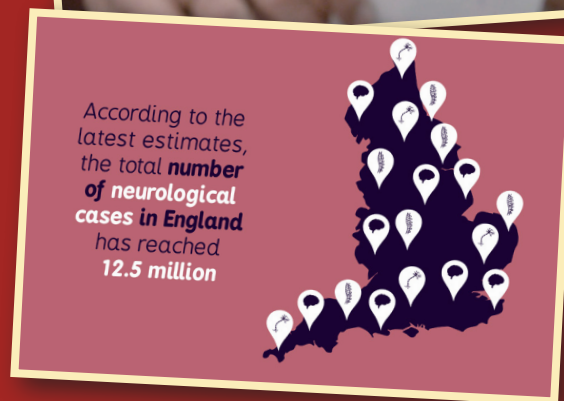 According to the
latest estimates,
the total number
of neurological
cases in England
has reached
12.5 million